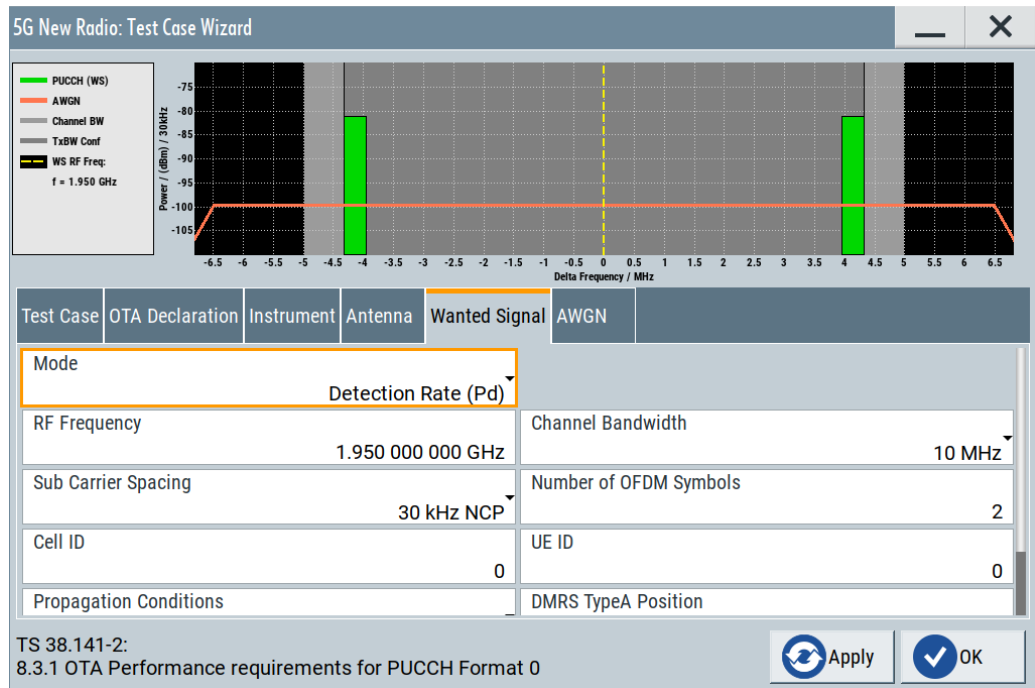 5G New Radio: Test Case Wizard
PUCCH (WS)
AWGN
Channel BW
TxBW Conf
WS RF Freq:
f = 1.950 GHz
Power / (dBm) / 30kHz
-75
-80
-85
-90
-95
-100
-105
-6.5 -6 -5.5 -5 -4.5 -4 -3.5 -3 -2.5 -2 -1.5 -1 -0.5 0 0.5 1 1.5 2 2.5 3 3.5 4 4.5 5 5.5 6 6.5
Delta Frequency / MHz
Test Case OTA Declaration Instrument Antenna Wanted Signal AWGN
Mode
Detection Rate (Pd)
RF Frequency
1.950 000 000 GHz
Channel Bandwidth
10 MHz
Sub Carrier Spacing
30 kHz NCP
Number of OFDM Symbols
2
Cell ID
0
UE ID
0
Propagation Conditions
DMRS TypeA Position
TS 38.141-2:
8.3.1 OTA Performance requirements for PUCCH Format 0
Apply
OK